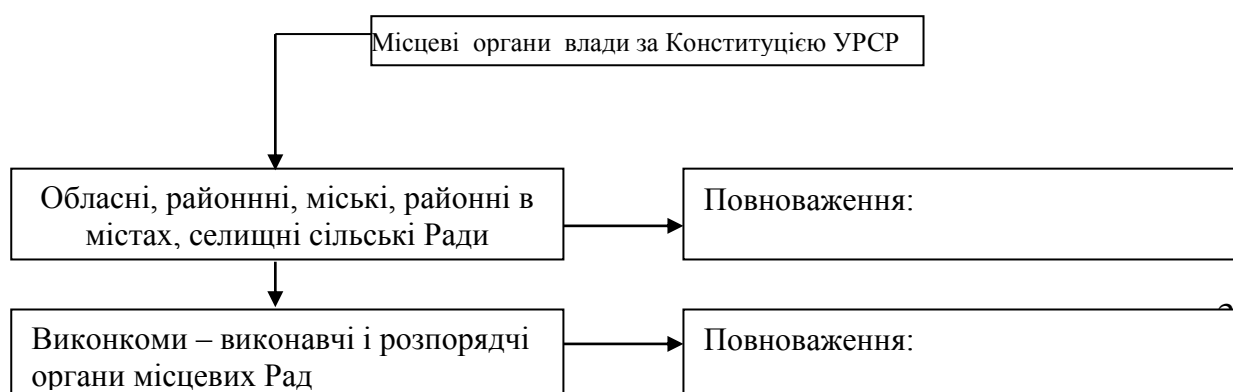 Місцеві органи влади за Конституцією УРСР
Обласні, районнні, міські, районні в
містах, селищні сільські Ради
Повноваження:
Виконкоми – виконавчі і розпорядчі
органи місцевих Рад
Повноваження: